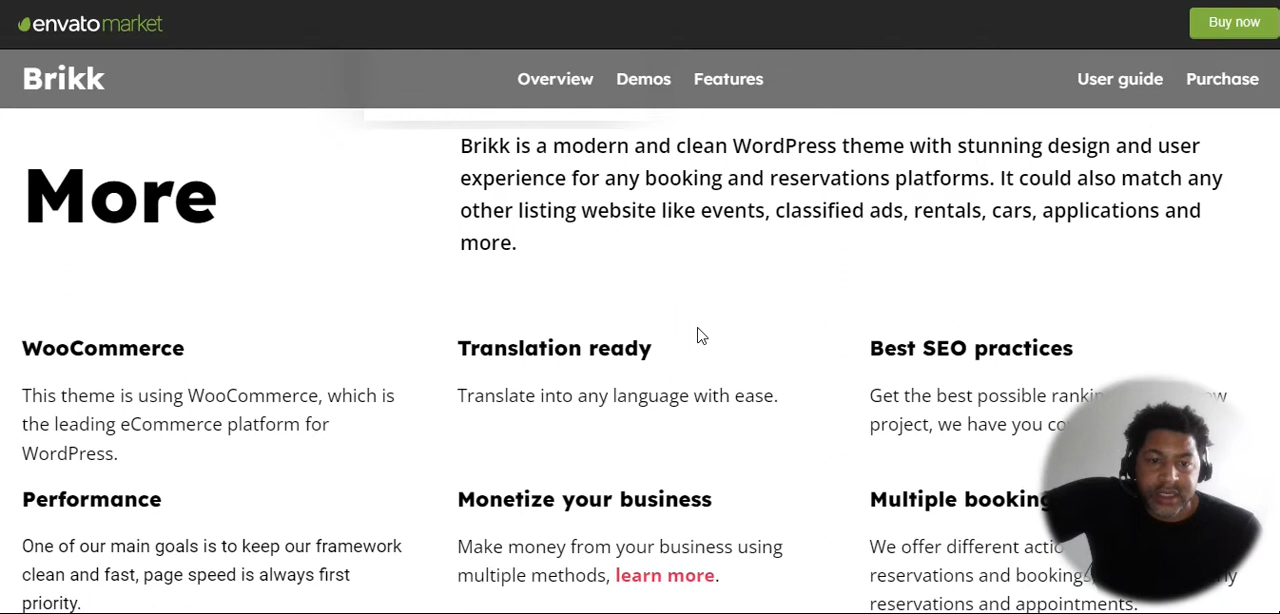 envatomarket
Buy now
Brikk
Overview
Demos
Features
User guide
Purchase
More
Brikk is a modern and clean WordPress theme with stunning design and user
experience for any booking and reservations platforms. It could also match any
other listing website like events, classified ads, rentals, cars, applications and
more.
WooCommerce
This theme is using WooCommerce, which is
the leading eCommerce platform for
WordPress.
Translation ready
Translate into any language with ease.
Best SEO practices
Get the best possible
project, we have you
Performance
One of our main goals is to keep our framework
clean and fast, page speed is always first
priority.
Monetize your business
Make money from your business using
multiple methods, learn more.
Multiple
We offer different
reservations and bookings
reservations and appointments.